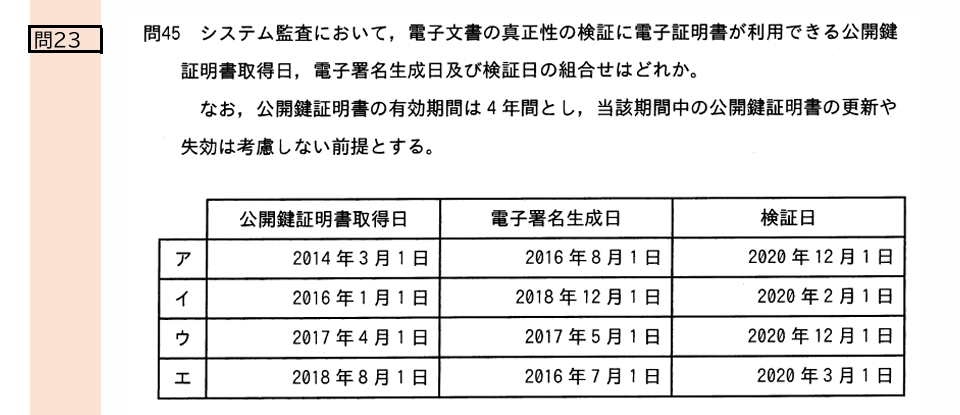 問23
問45 システム監査において，電子文書の真正性の検証に電子証明書が利用できる公開鍵
証明書取得日，電子署名生成日及び検証日の組合せはどれか。
なお，公開鍵証明書の有効期間は4年間とし，当該期間中の公開鍵証明書の更新や
失効は考慮しない前提とする。
公開鍵証明書取得日 電子署名生成日 検証日
ア 2014年3月1日 2016年8月1日 2020年12月1日
イ 2016年1月1日 2018年12月1日 2020年2月1日
ウ 2017年4月1日 2017年5月1日 2020年12月1日
エ 2018年8月1日 2016年7月1日 2020年3月1日